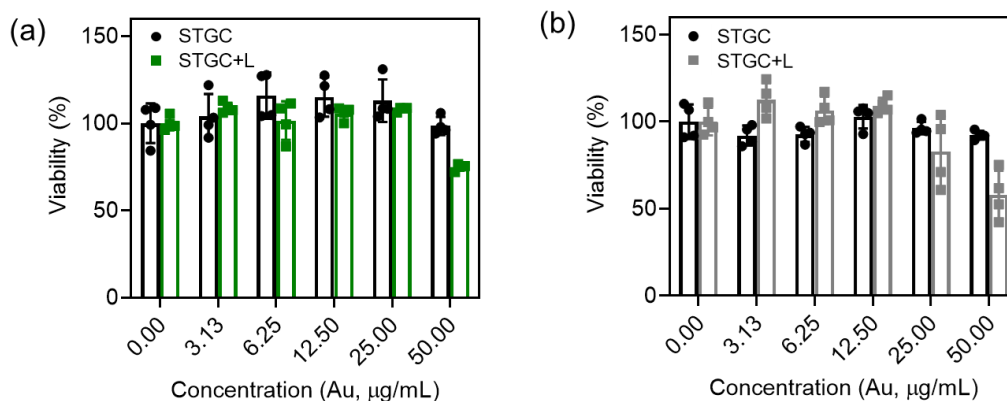 (a)
STGC
STGC+L
Viability (%)
150
100
50
0
0.00
3.13
6.25
12.50
25.00
50.00
Concentration (Au, μg/mL)
(b)
STGC
STGC+L
Viability (%)
150
100
50
0
0.00
3.13
6.25
12.50
25.00
50.00
Concentration (Au, μg/mL)